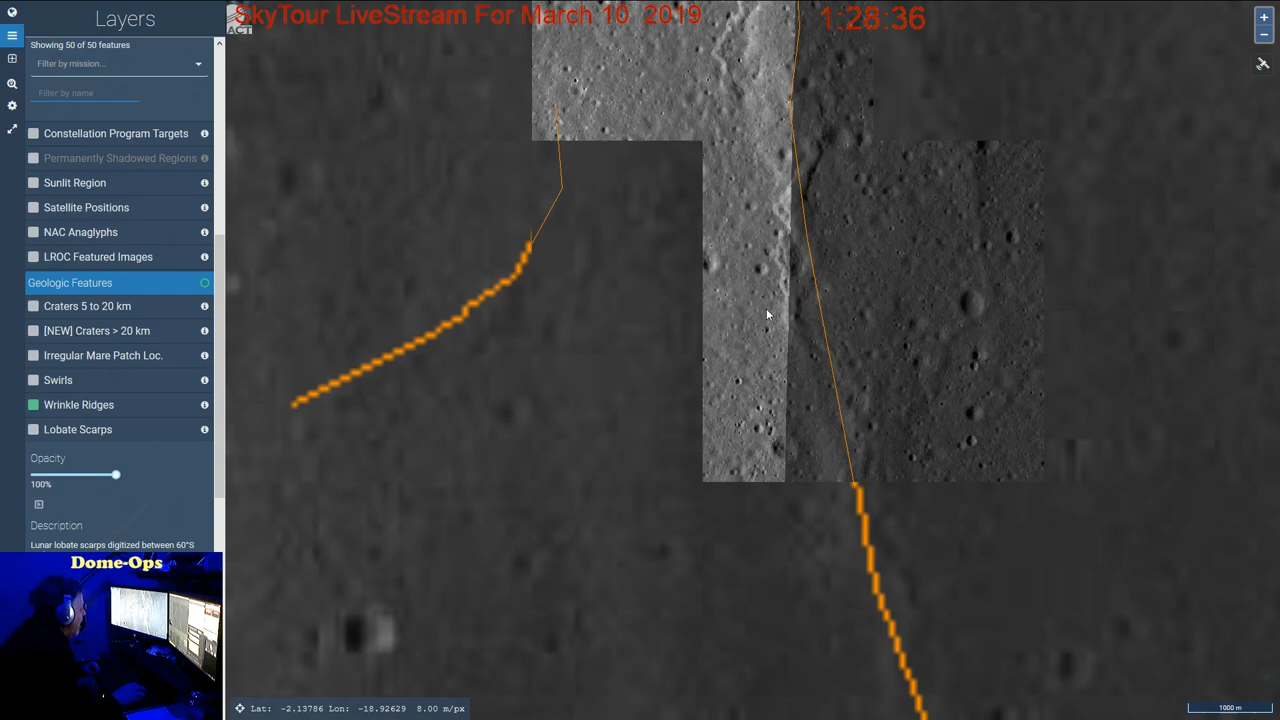 Layers
SkyTour LiveStream For March 10 2019
1:28:36
ACT
Showing 50 of 50 features
Filter by mission...
Filter by name
Constellation Program Targets
Permanently Shadowed Regions
Sunlit Region
Satellite Positions
NAC Anaglyphs
LROC Featured Images
Geologic Features
Craters 5 to 20 km
[NEW] Craters > 20 km
Irregular Mare Patch Loc.
Swirls
Wrinkle Ridges
Lobate Scarps
Opacity
100%
Description
Lunar lobate scarps digitized between 60°S
Dome-Ops
Lat: -2.13786 Lon: -18.92629 8.00 m/px
1000 m